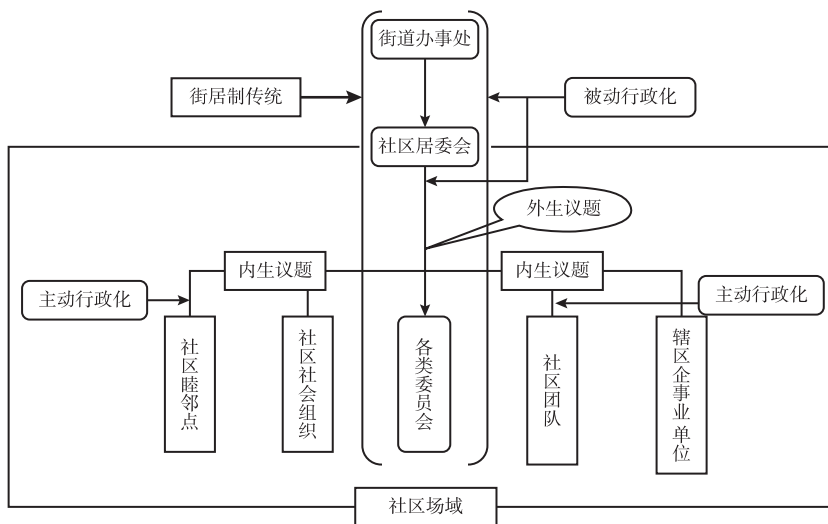 街道办事处
街居制传统
被动行政化
社区居委会
外生议题
内生议题
内生议题
主动行政化
主动行政化
社区睦邻点
社区社会组织
各类委员会
社区团队
辖区企事业单位
社区场域